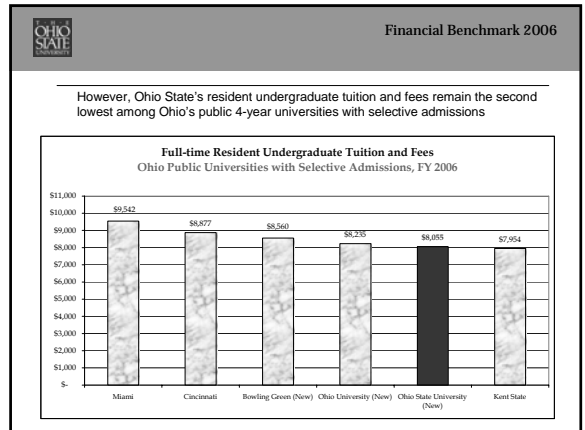 THE
OHIO
STATE
UNIVERSITY
Financial Benchmark 2006
However, Ohio State's resident undergraduate tuition and fees remain the second
lowest among Ohio's public 4-year universities with selective admissions
Full-time Resident Undergraduate Tuition and Fees
Ohio Public Universities with Selective Admissions, FY 2006
$11,000
$10,000
$9,000
$8,000
$7,000
$6,000
$5,000
$4,000
$3,000
$2,000
$1,000
$-
$9,542
$8,877
$8,560
$8,235
$8,055
$7,954
Miami
Cincinnati
Bowling Green (New)
Ohio University (New)
Ohio State University
(New)
Kent State